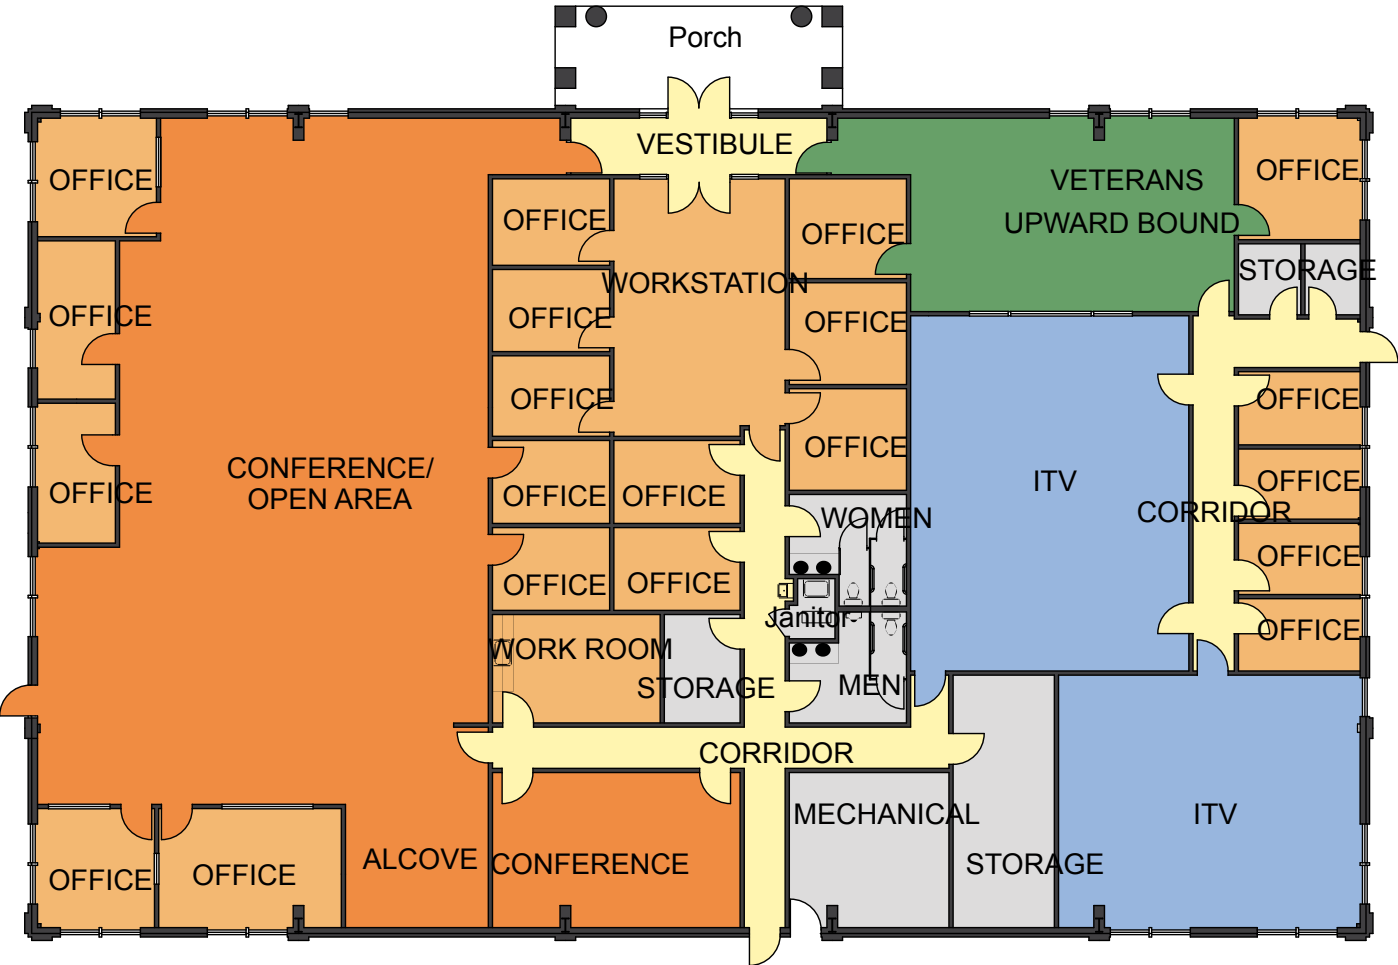 Porch
VESTIBULE
OFFICE
OFFICE
VETERANS
UPWARD BOUND
OFFICE
OFFICE
OFFICE
WORKSTATION
STORAGE
OFFICE
OFFICE
OFFICE
OFFICE
OFFICE
OFFICE
CONFERENCE/
OPEN AREA
OFFICE
ITV
OFFICE
OFFICE
OFFICE
OFFICE
WOMEN
CORRIDOR
OFFICE
OFFICE
OFFICE
Janitor
OFFICE
WORK ROOM
STORAGE
MEN
CORRIDOR
MECHANICAL
ITV
ALCOVE
CONFERENCE
STORAGE
OFFICE
OFFICE